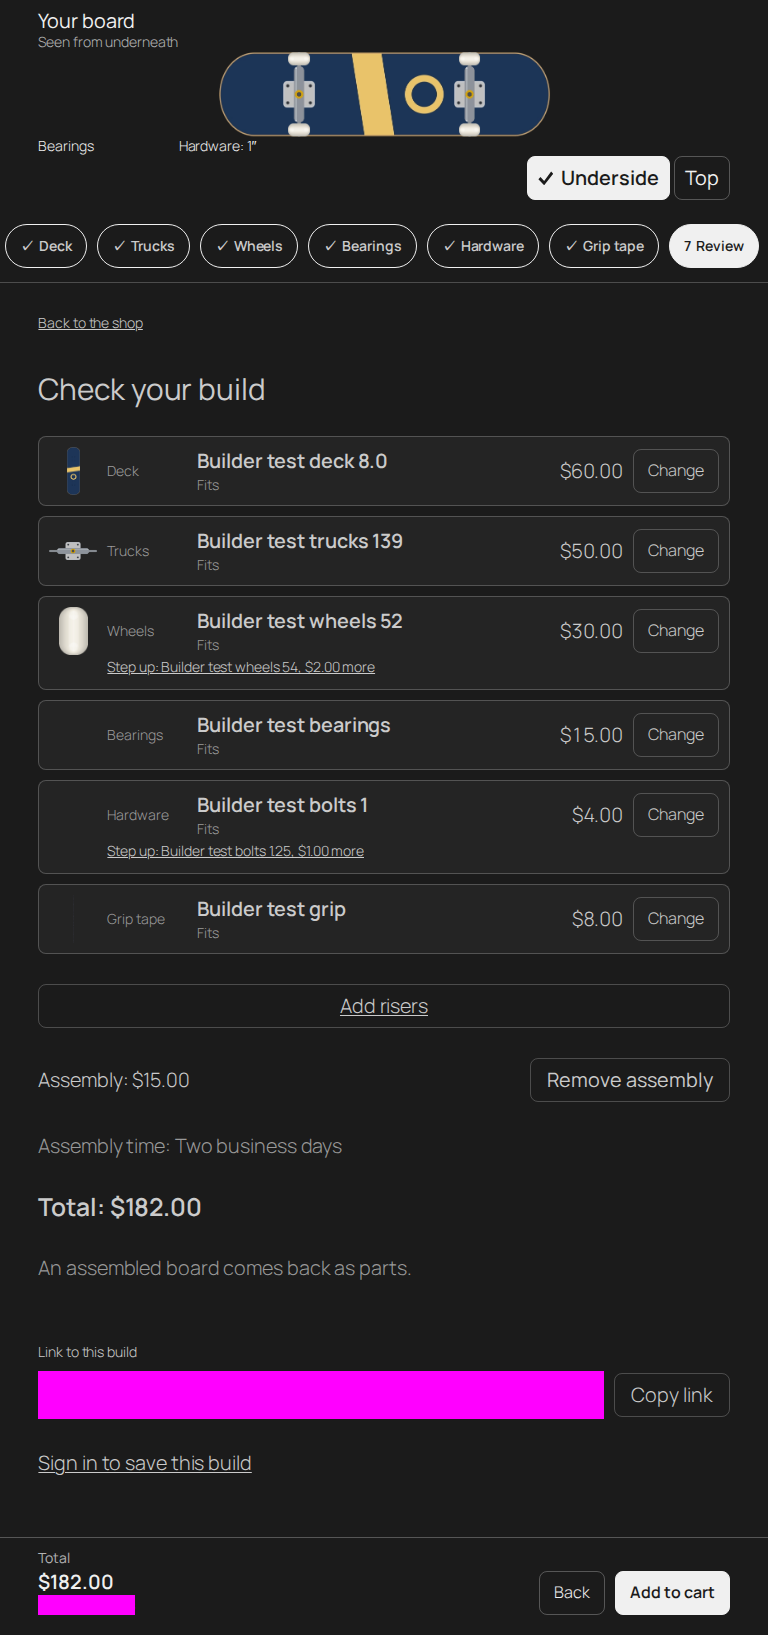 Your board
Seen from underneath
Bearings
Hardware: 1″
✓ Underside
Top
✓ Deck
✓ Trucks
✓ Wheels
✓ Bearings
✓ Hardware
✓ Grip tape
7 Review
Back to the shop
Check your build
Deck
Builder test deck 8.0
Fits
$60.00
Change
Trucks
Builder test trucks 139
Fits
$50.00
Change
Wheels
Builder test wheels 52
Fits
$30.00
Change
Step up: Builder test wheels 54, $2.00 more
Bearings
Builder test bearings
Fits
$15.00
Change
Hardware
Builder test bolts 1
Fits
$4.00
Change
Step up: Builder test bolts 1.25, $1.00 more
Grip tape
Builder test grip
Fits
$8.00
Change
Add risers
Assembly: $15.00
Remove assembly
Assembly time: Two business days
Total: $182.00
An assembled board comes back as parts.
Link to this build
Copy link
Sign in to save this build
Total
$182.00
Back
Add to cart